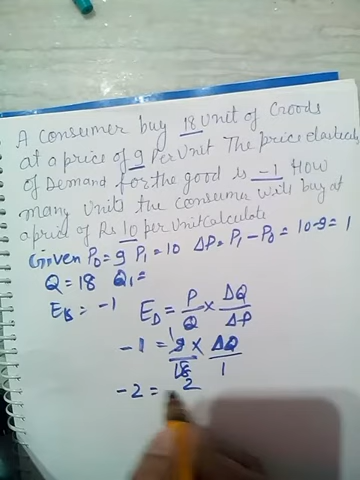 A Consumer buy 18 unit of Goods
at a price of 9 Per Unit The price elasticity
of Demand for the good is -1 How
many Units the consumer will buy at
a price of Rs 10 per Unit Calculate
Given P₀ = 9 P₁ = 10 ΔP = P₁ - P₀ = 10-9 = 1
Q = 18 Q₁ =
= -1 E_D = P/Q × ΔQ/ΔP
-1 = 9/18 × ΔQ/1
1 2
-2 =